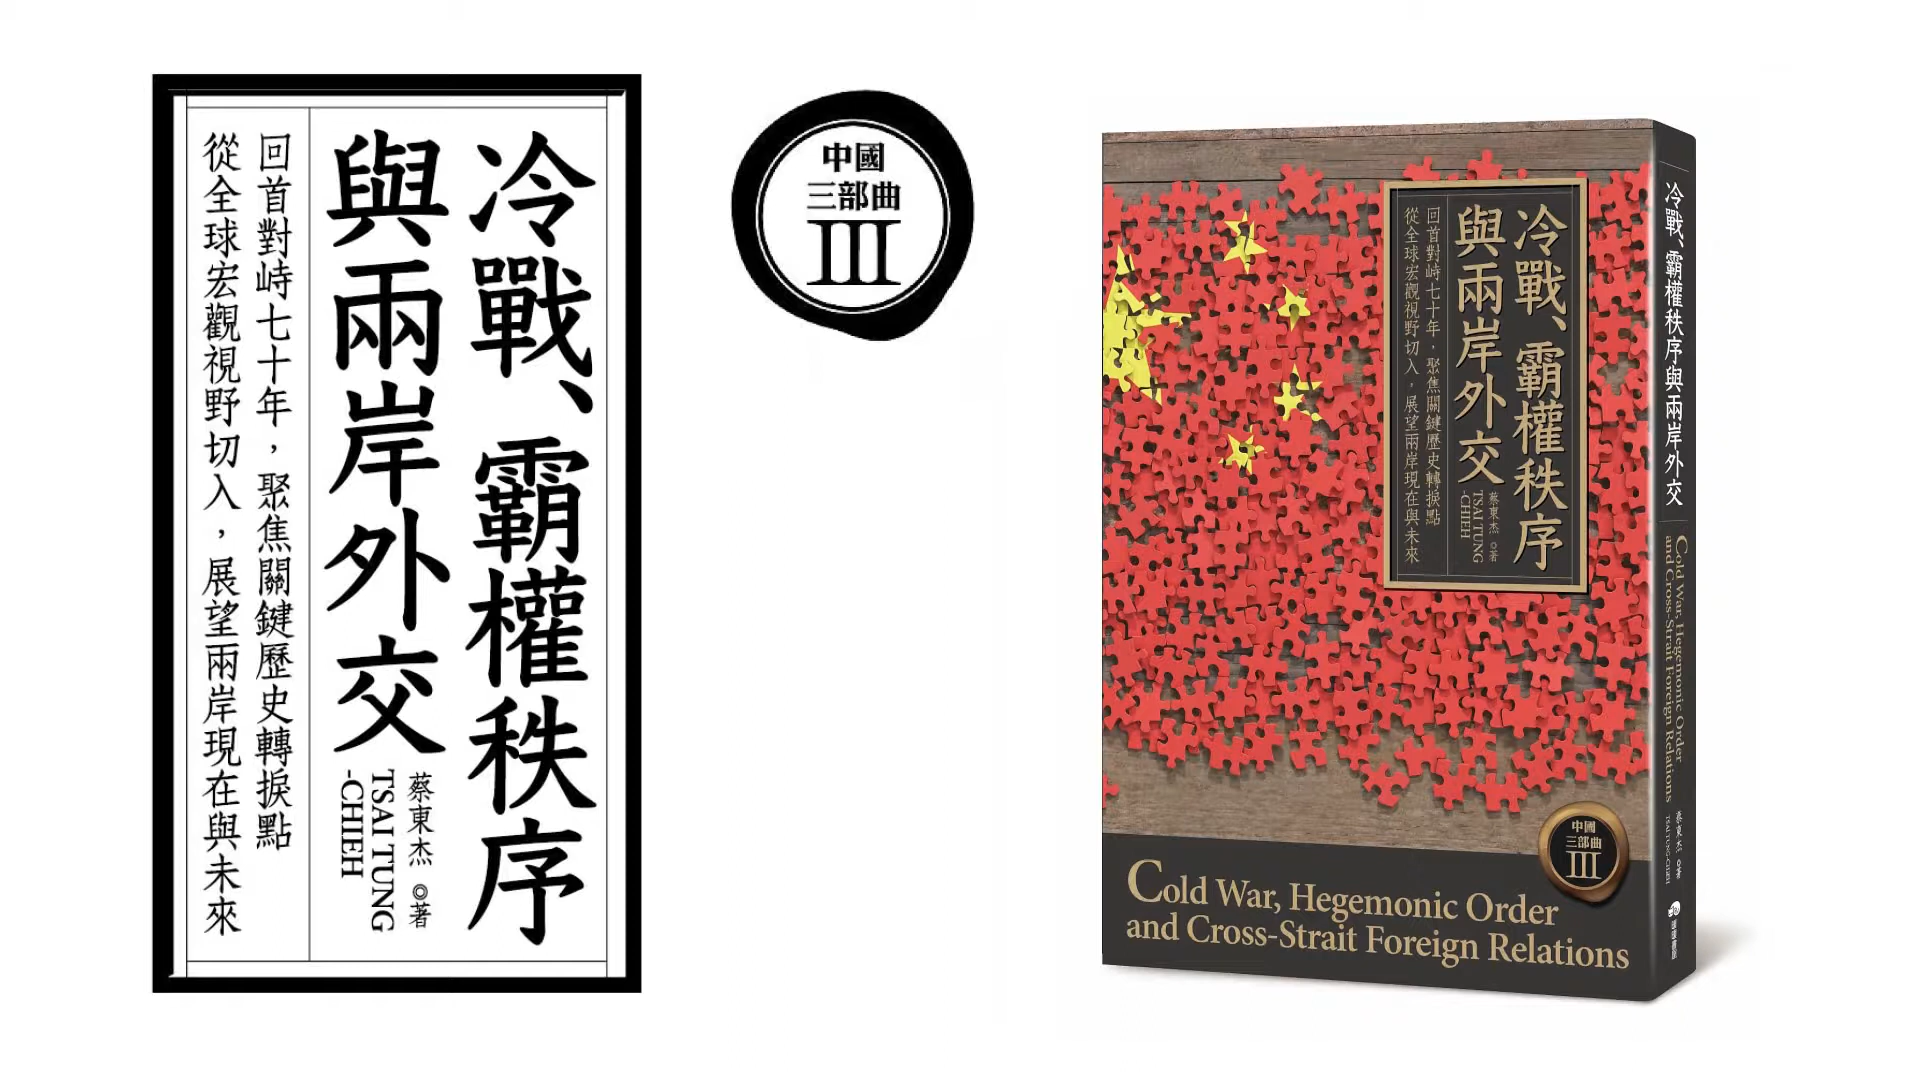 冷戰、霸權秩序
與兩岸外交
蔡東杰 ◎著
TSAI TUNG
-CHIEH
回首對峙七十年，聚焦關鍵歷史轉捩點
從全球宏觀視野切入，展望兩岸現在與未來
中國
三部曲
III
冷戰、霸權秩序
與兩岸外交
蔡東杰 ◎著
TSAI TUNG
-CHIEH
回首對峙七十年，聚焦關鍵歷史轉捩點
從全球宏觀視野切入，展望兩岸現在與未來
中國
三部曲
III
Cold War, Hegemonic Order
and Cross-Strait Foreign Relations
冷戰、霸權秩序與兩岸外交
Cold War, Hegemonic Order
and Cross-Strait Foreign Relations
蔡東杰 ◎著
TSAI TUNG-CHIEH
暖暖書屋